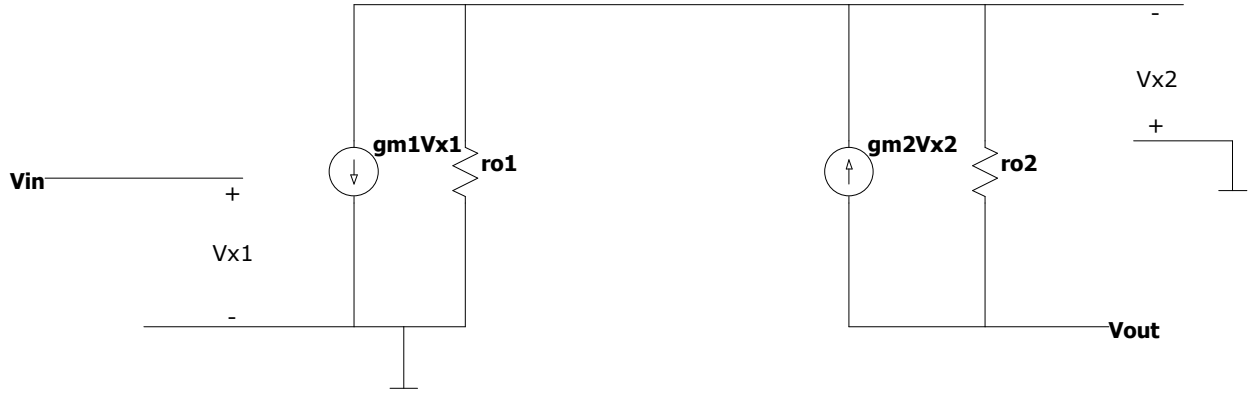 -
Vx2
+
gm1Vx1
ro1
gm2Vx2
ro2
Vin
+
Vx1
-
Vout